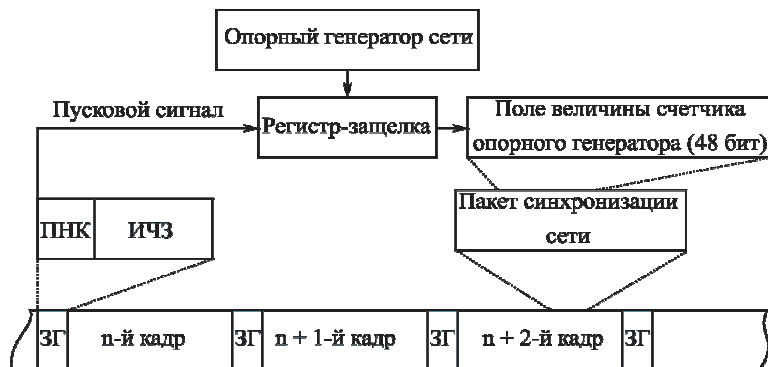 Опорный генератор сети
Пусковой сигнал
Регистр-защелка
Поле величины счетчика
опорного генератора (48 бит)
ПНК
ИЧЗ
Пакет синхронизации
сети
ЗГ
n-й кадр
ЗГ
n + 1-й кадр
ЗГ
n + 2-й кадр
ЗГ